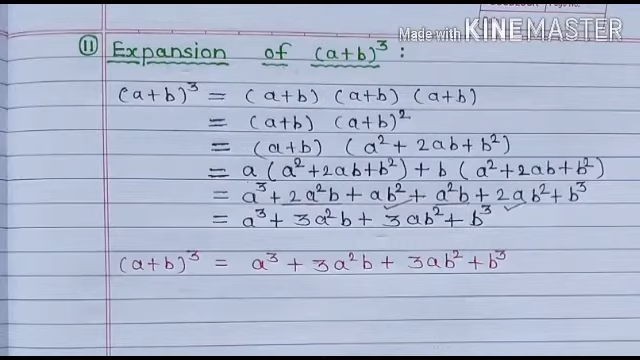 Made with KINEMASTER
11 Expansion of (a+b)³ :
(a+b)³ = (a+b) (a+b) (a+b)
= (a+b) (a+b)²
= (a+b) (a² + 2ab + b²)
= a (a²+2ab+b²) + b (a²+2ab+b²)
= a³ + 2a²b + ab² + a²b + 2ab² + b³
= a³ + 3a²b + 3ab² + b³
(a+b)³ = a³ + 3a²b + 3ab² + b³